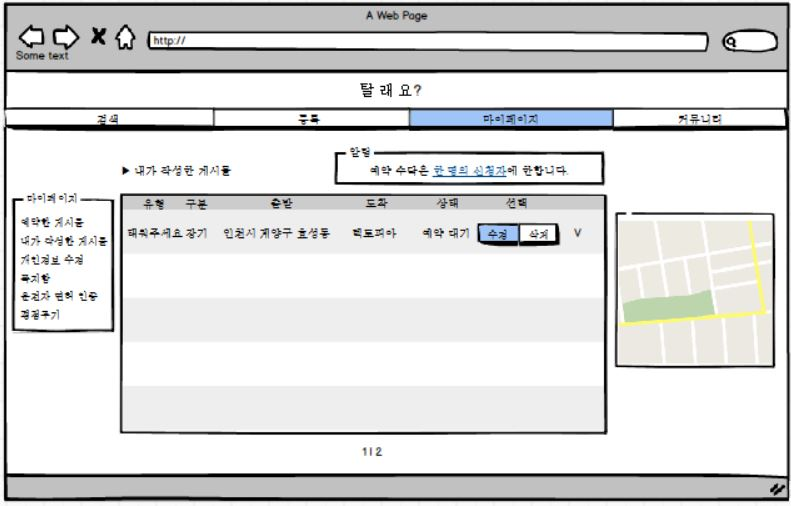 A Web Page
http://
Some text
탈 래 요?
검색 등록 마이페이지 커뮤니티
알림
▶ 내가 작성한 게시물
예약 수락은 한 명의 신청자에 한합니다.
마이페이지
예약한 게시물
내가 작성한 게시물
개인정보 수정
쪽지함
운전자 면허 인증
평점주기
유형 구분 출발 도착 상태 선택
태워주세요 장기 인천시 계양구 효성동 텍토피아 예약 대기 수정 삭제 V
1 | 2